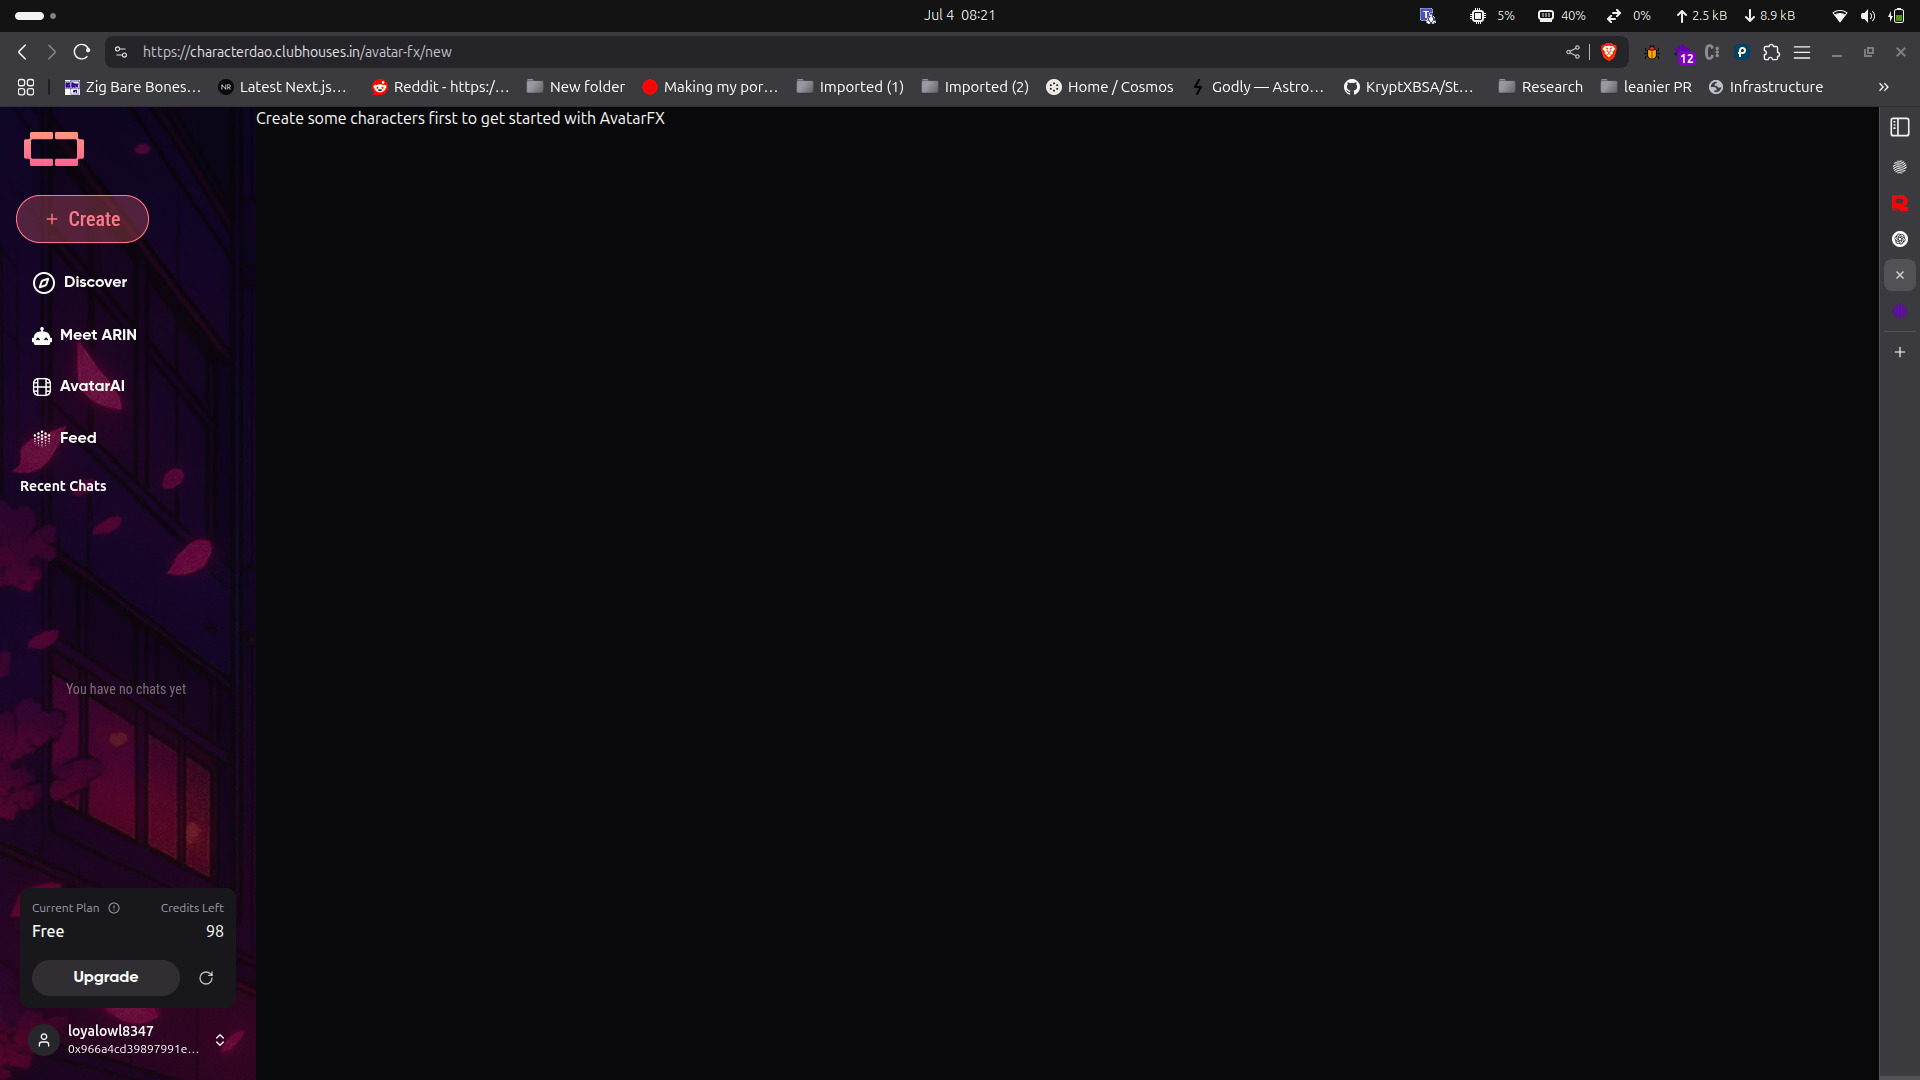 Jul 4 08:21
5%
40%
0%
2.5 kB
8.9 kB
https://characterdao.clubhouses.in/avatar-fx/new
12
Zig Bare Bones...
NR
Latest Next.js...
Reddit - https:/...
New folder
Making my por...
Imported (1)
Imported (2)
Home / Cosmos
Godly — Astro...
KryptXBSA/St...
Research
leanier PR
Infrastructure
Create some characters first to get started with AvatarFX
+ Create
Discover
Meet ARIN
AvatarAI
Feed
Recent Chats
You have no chats yet
Current Plan
Credits Left
Free
98
Upgrade
loyalowl8347
0x966a4cd39897991e...